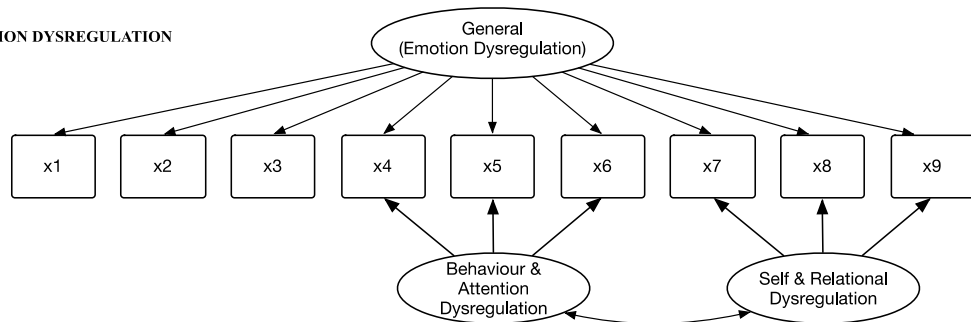 General
(Emotion Dysregulation)
ION DYSREGULATION
x1 x2 x3 x4 x5 x6 x7 x8 x9
Behaviour &
Attention
Dysregulation
Self & Relational
Dysregulation